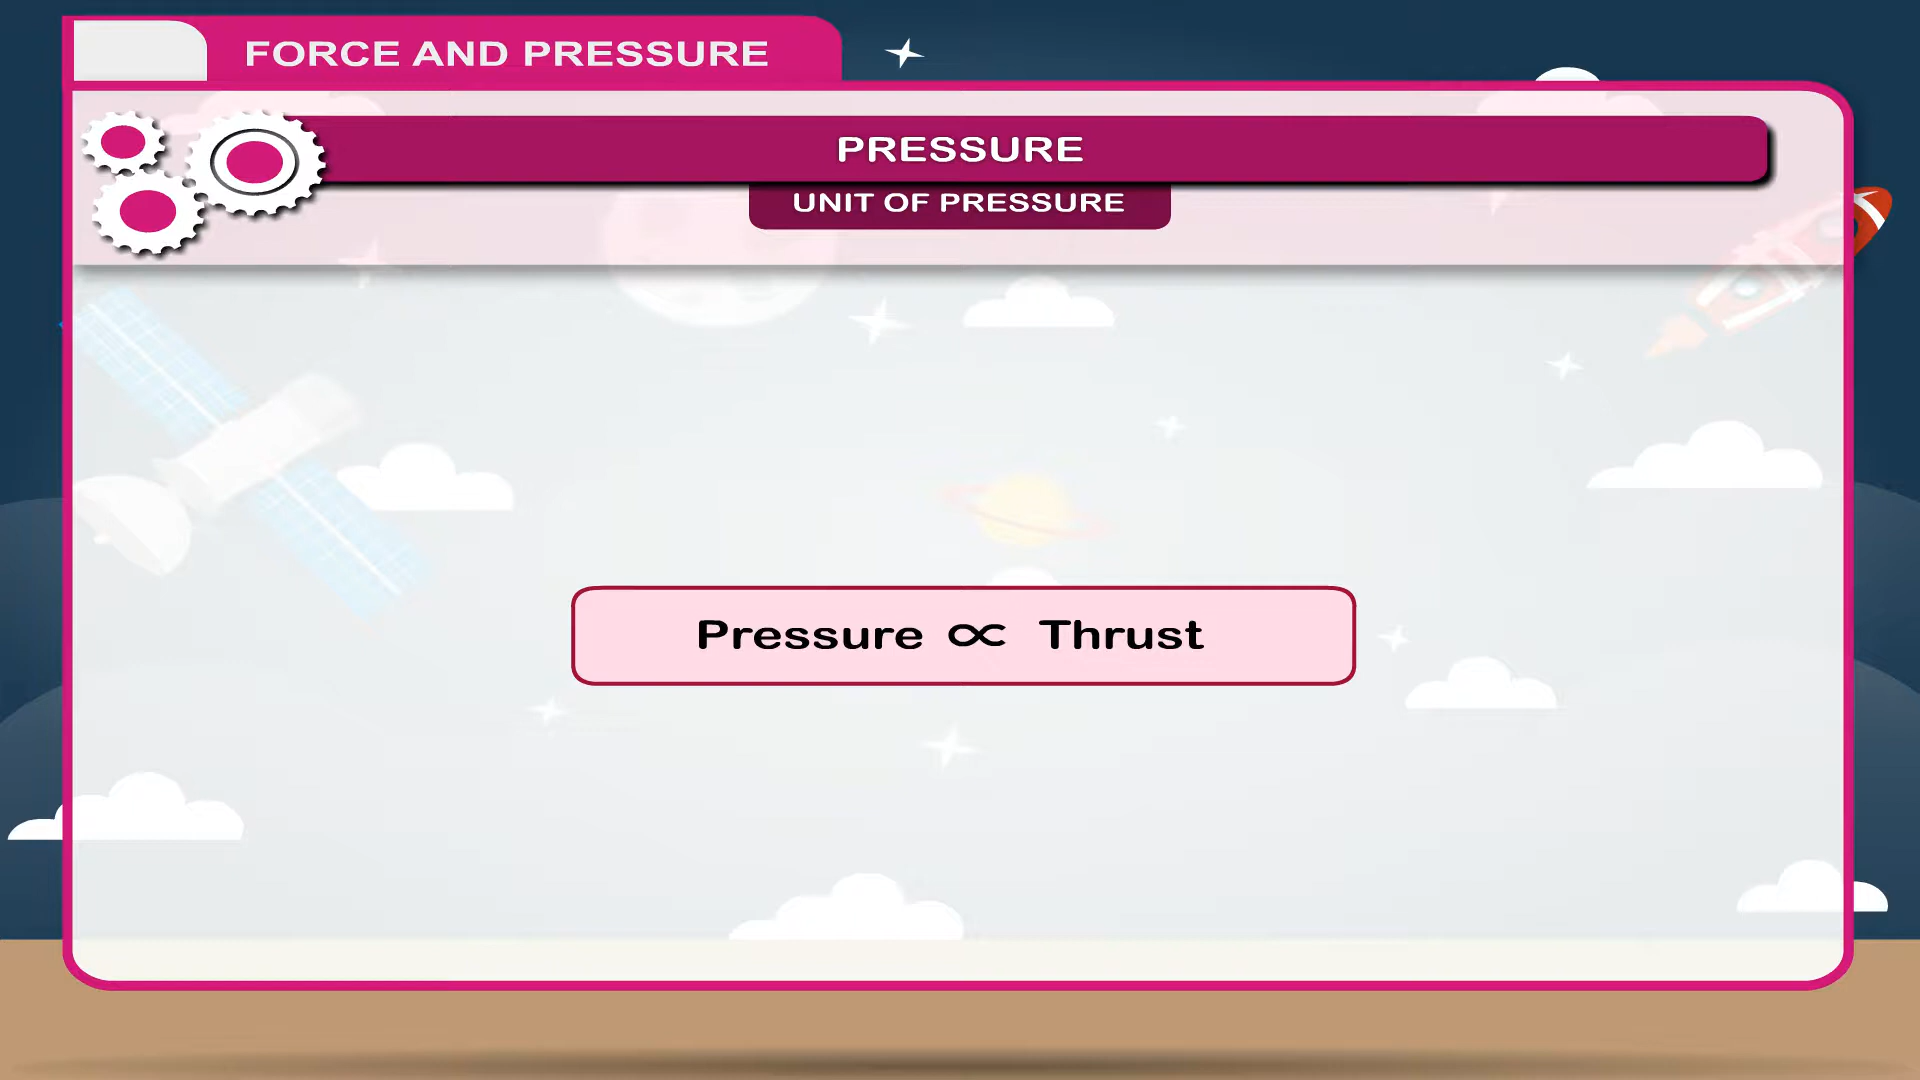 FORCE AND PRESSURE
PRESSURE
UNIT OF PRESSURE
Pressure ∝ Thrust